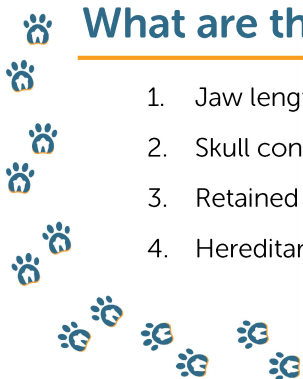 What are th
1. Jaw leng
2. Skull con
3. Retained
4. Hereditar